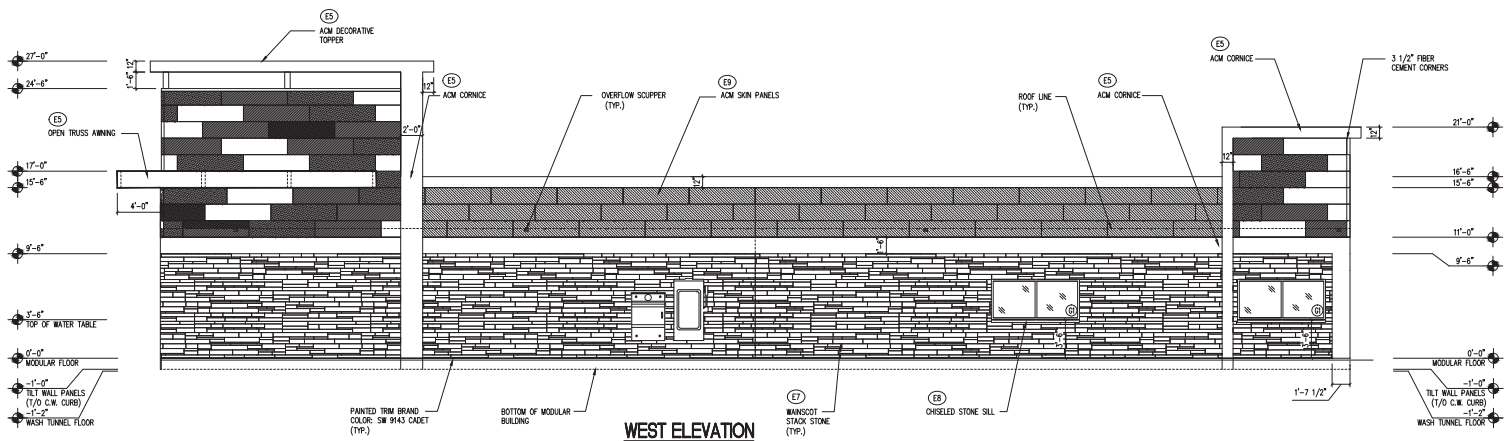 E5
ACM DECORATIVE
TOPPER
27'-0"
12"
1'-6"
24'-6"
E5
OPEN TRUSS AWNING
17'-0"
15'-6"
4'-0"
9'-6"
3'-6"
TOP OF WATER TABLE
0'-0"
MODULAR FLOOR
-1'-0"
TILT WALL PANELS
(T/O C.W. CURB)
-1'-2"
WASH TUNNEL FLOOR
12"
2'-0"
E5
ACM CORNICE
OVERFLOW SCUPPER
(TYP.)
E9
ACM SKIN PANELS
12"
ROOF LINE
(TYP.)
E5
ACM CORNICE
1'-6"
E5
ACM CORNICE
3 1/2" FIBER
CEMENT CORNERS
12"
12"
21'-0"
16'-6"
15'-6"
11'-0"
9'-6"
G1
G1
3'-6"
3'-6"
0'-0"
MODULAR FLOOR
-1'-0"
TILT WALL PANELS
(T/O C.W. CURB)
-1'-2"
WASH TUNNEL FLOOR
1'-7 1/2"
PAINTED TRIM BRAND
COLOR: SW 9143 CADET
(TYP.)
BOTTOM OF MODULAR
BUILDING
E7
WAINSCOT
STACK STONE
(TYP.)
E8
CHISELED STONE SILL
WEST ELEVATION